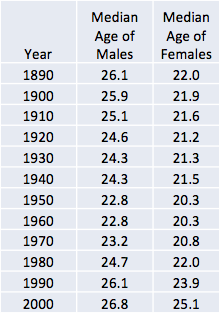 Year Median Age of Males Median Age of Females
1890 26.1 22.0
1900 25.9 21.9
1910 25.1 21.6
1920 24.6 21.2
1930 24.3 21.3
1940 24.3 21.5
1950 22.8 20.3
1960 22.8 20.3
1970 23.2 20.8
1980 24.7 22.0
1990 26.1 23.9
2000 26.8 25.1